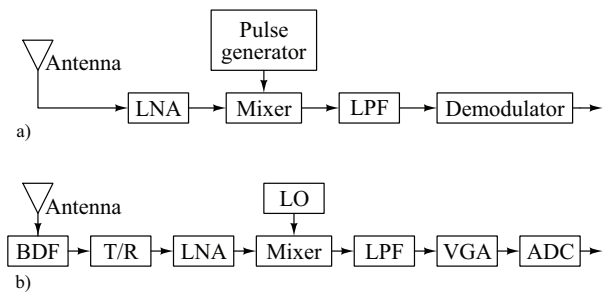 Pulse
generator
Antenna
LNA
Mixer
LPF
Demodulator
a)
Antenna
LO
BDF
T/R
LNA
Mixer
LPF
VGA
ADC
b)